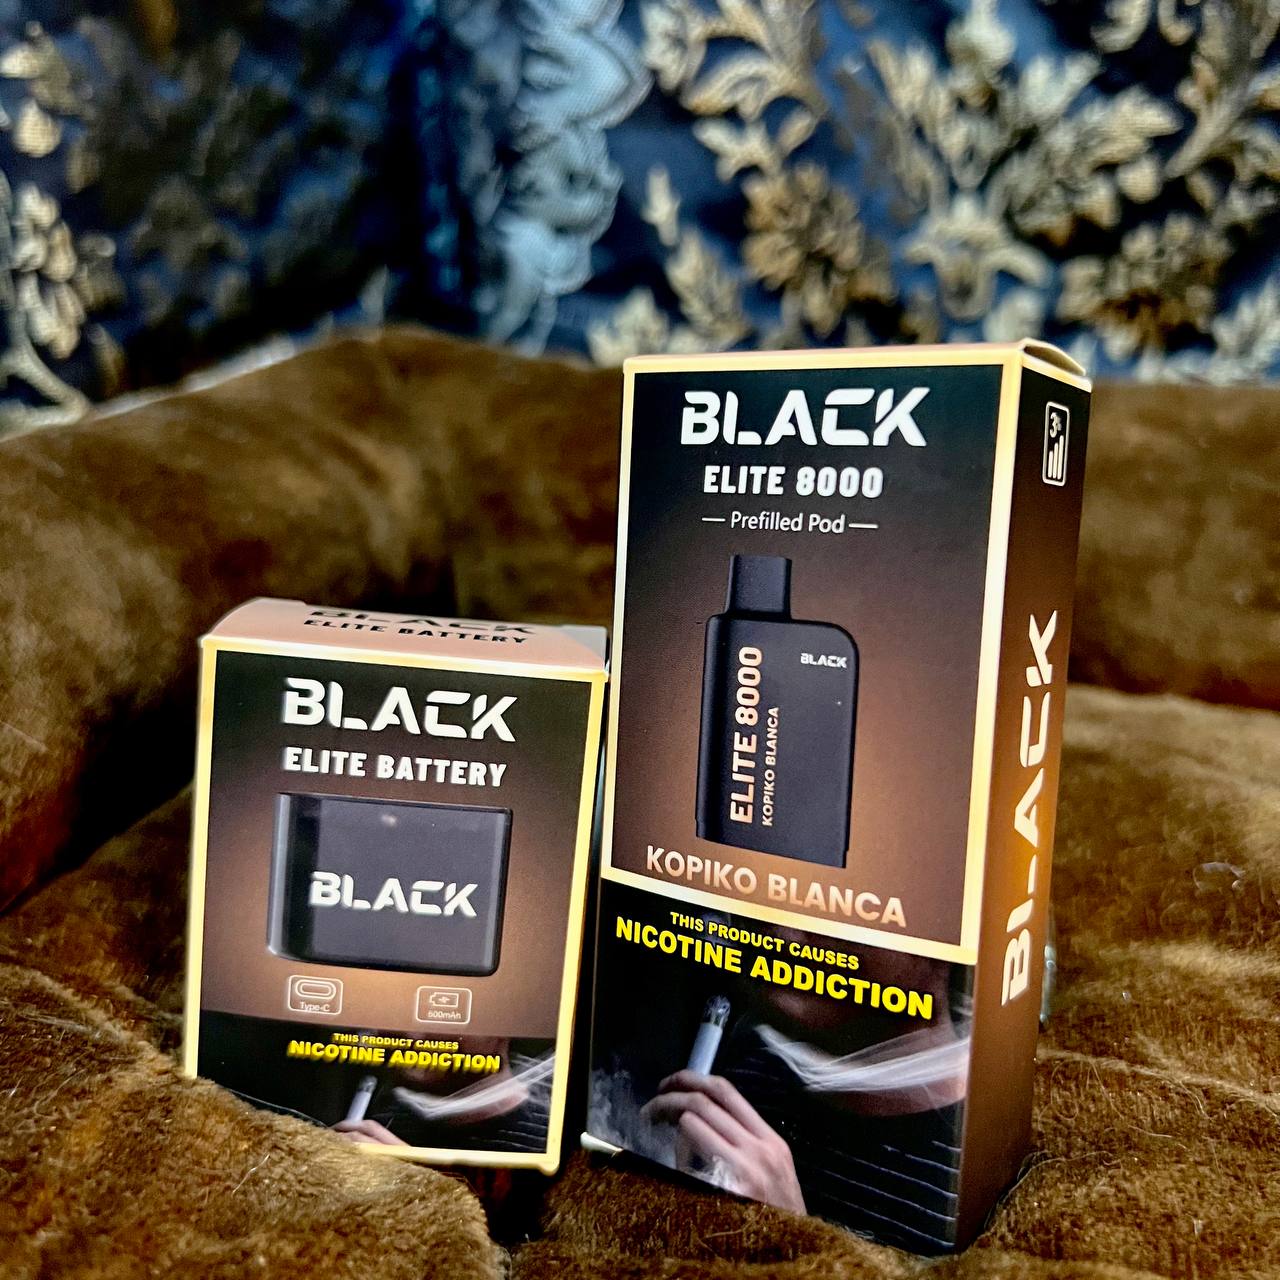 BLACK
ELITE BATTERY
BLACK
ELITE BATTERY
BLACK
Type-C
600mAh
THIS PRODUCT CAUSES
NICOTINE ADDICTION
BLACK
ELITE 8000
Prefilled Pod
BLACK
ELITE 8000
KOPIKO BLANCA
KOPIKO BLANCA
THIS PRODUCT CAUSES
NICOTINE ADDICTION
3%
BLACK